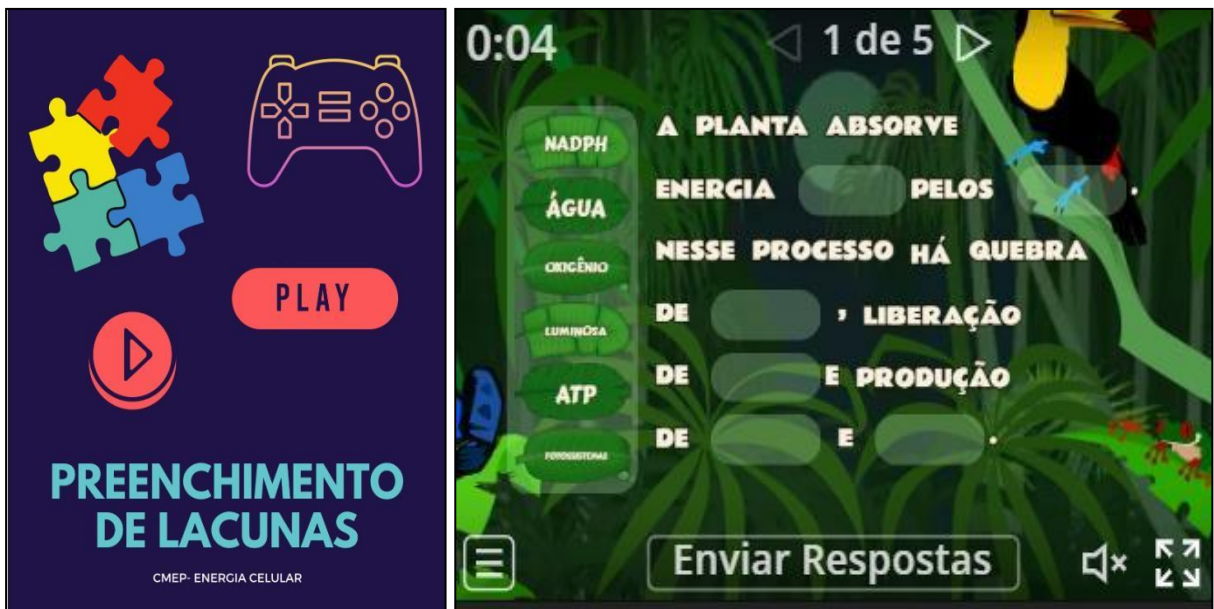 PLAY
PREENCHIMENTO
DE LACUNAS
CMEP- ENERGIA CELULAR
0:04
1 de 5
NADPH
ÁGUA
OXIGÊNIO
LUMINOSA
ATP
FOTOSSISTEMAS
A PLANTA ABSORVE
ENERGIA PELOS .
NESSE PROCESSO HÁ QUEBRA
DE , LIBERAÇÃO
DE E PRODUÇÃO
DE E .
Enviar Respostas